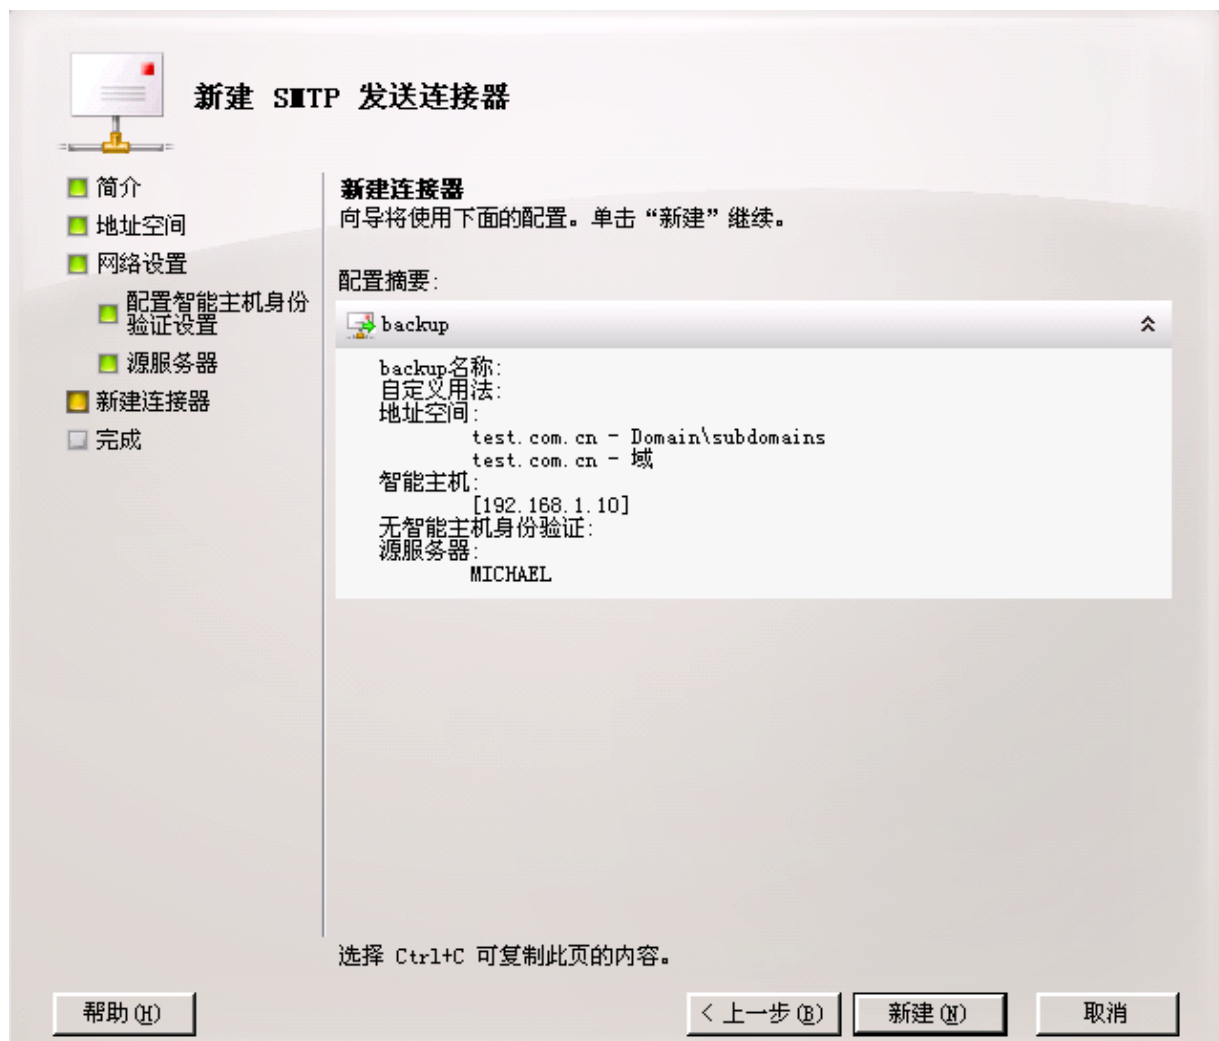 新建 SMTP 发送连接器
简介
地址空间
网络设置
配置智能主机身份
验证设置
源服务器
新建连接器
完成
新建连接器
向导将使用下面的配置。单击“新建”继续。
配置摘要:
backup
backup名称:
自定义用法:
地址空间:
test.com.cn - Domain\subdomains
test.com.cn - 域
智能主机:
[192.168.1.10]
无智能主机身份验证:
源服务器:
MICHAEL
选择 Ctrl+C 可复制此页的内容。
帮助(H)
< 上一步(B)
新建(N)
取消